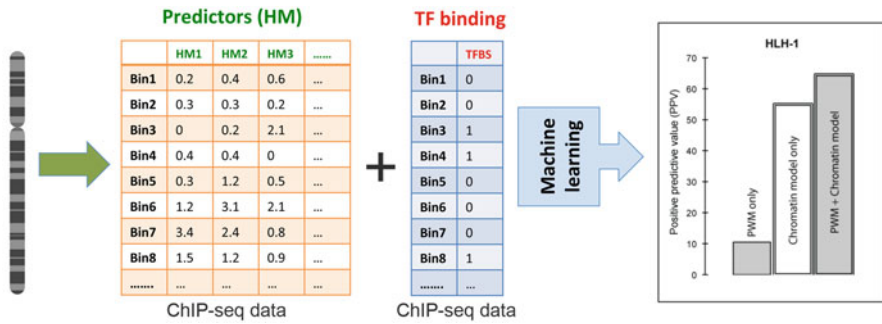 Predictors (HM)
HM1 HM2 HM3 ......
Bin1 0.2 0.4 0.6 ...
Bin2 0.3 0.3 0.2 ...
Bin3 0 0.2 2.1 ...
Bin4 0.4 0.4 0 ...
Bin5 0.3 1.2 0.5 ...
Bin6 1.2 3.1 2.1 ...
Bin7 3.4 2.4 0.8 ...
Bin8 1.5 1.2 0.9 ...
....... ... ... ... ...
ChIP-seq data
+
TF binding
TFBS
Bin1 0
Bin2 0
Bin3 1
Bin4 1
Bin5 0
Bin6 0
Bin7 0
Bin8 1
....... ...
ChIP-seq data
Machine
learning
HLH-1
Positive predictive value (PPV)
70
60
50
40
30
20
10
0
PWM only
Chromatin model only
PWM + Chromatin model